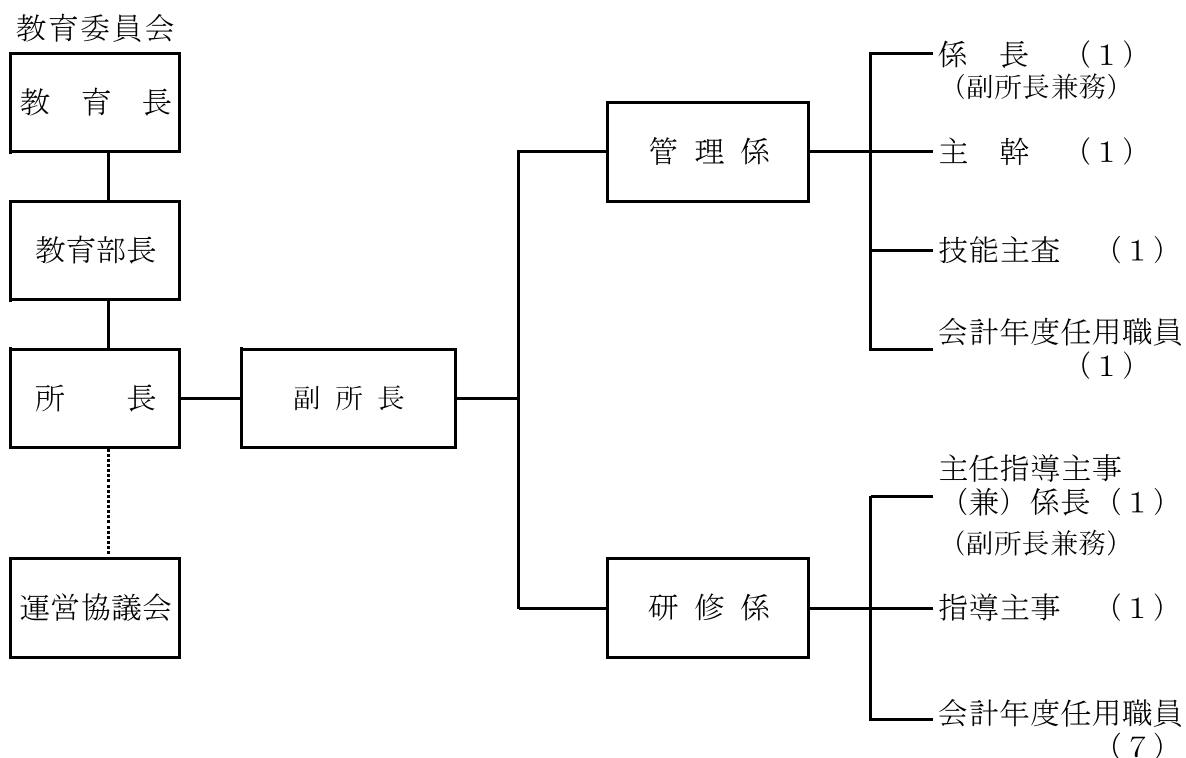 教育委員会
教　育　長
教育部長
所　　長
運営協議会
副 所 長
管 理 係
係　長　（１）
（副所長兼務）
主　幹　（１）
技能主査　（１）
会計年度任用職員
（１）
研 修 係
主任指導主事
（兼）係長（１）
（副所長兼務）
指導主事　（１）
会計年度任用職員
（７）